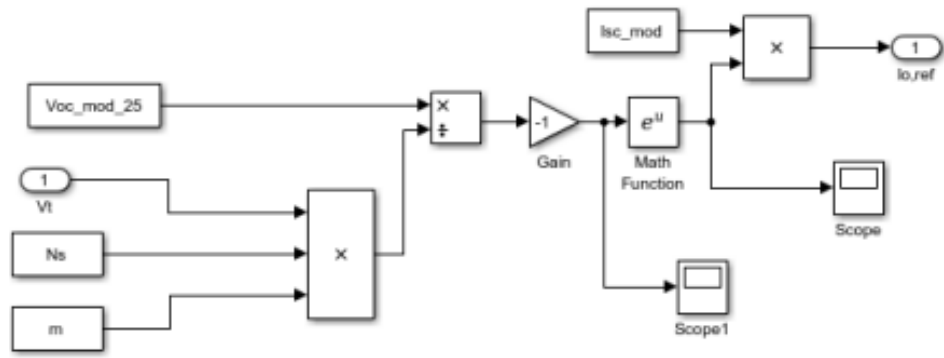 Isc_mod
×
1
Io,ref
Voc_mod_25
×
÷
-1
Gain
e^u
Math
Function
1
Vt
Ns
m
×
Scope
Scope1